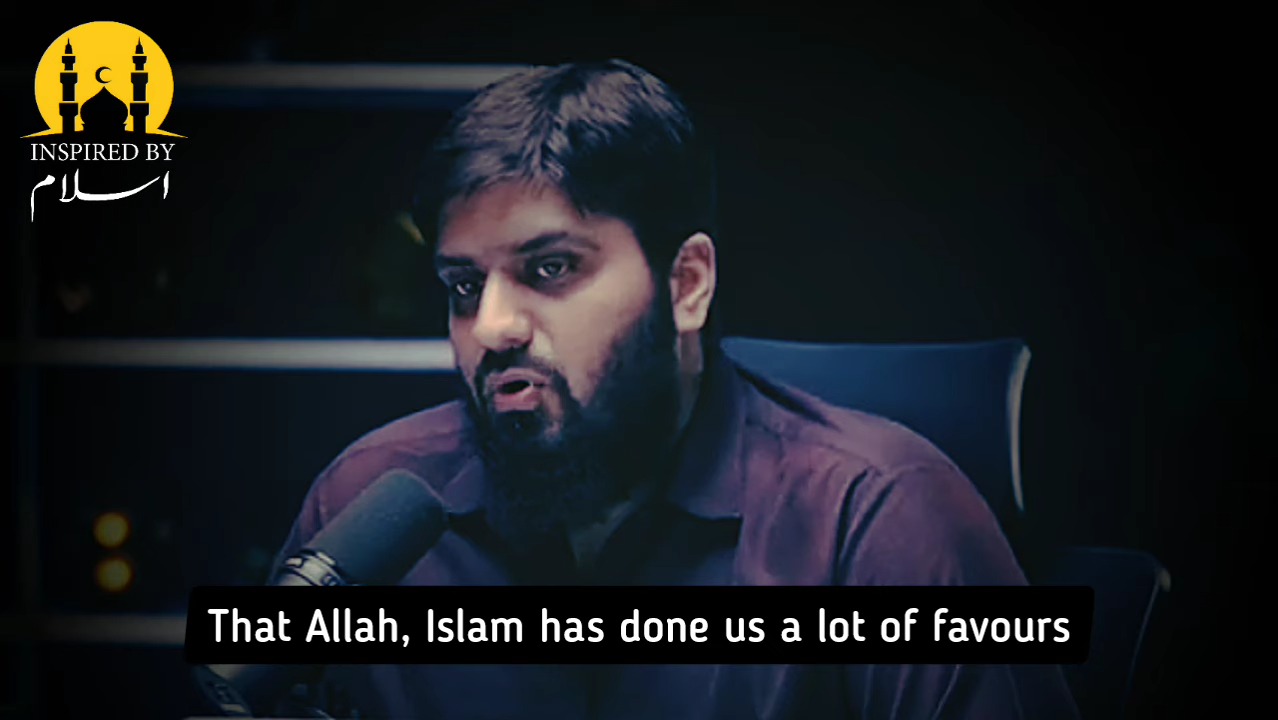 INSPIRED BY
اسلام
That Allah, Islam has done us a lot of favours